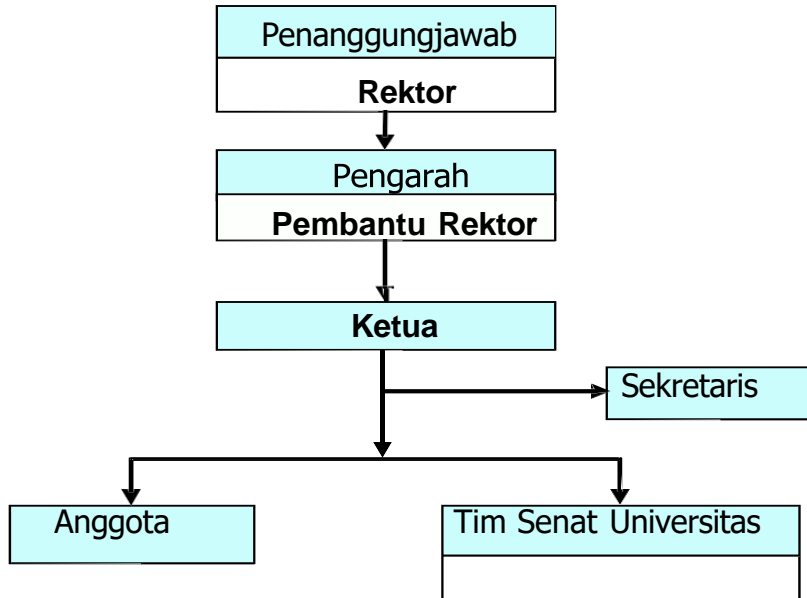 Penanggungjawab
Rektor
Pengarah
Pembantu Rektor
Ketua
Sekretaris
Anggota
Tim Senat Universitas